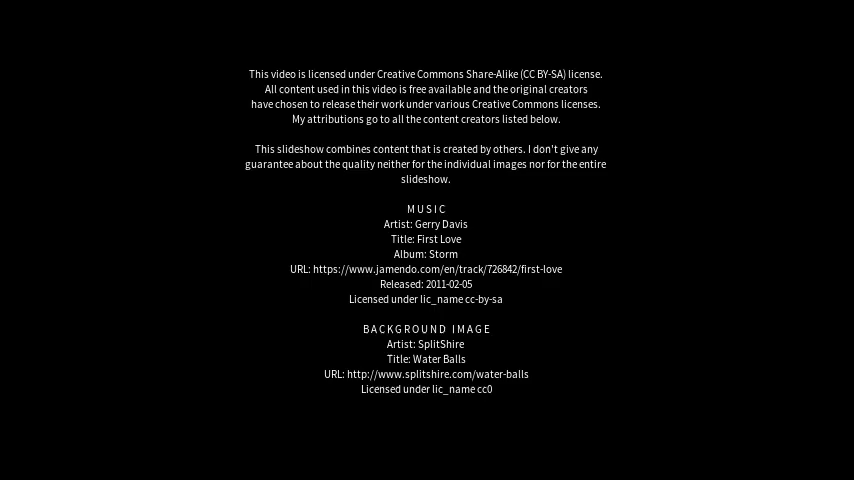 This video is licensed under Creative Commons Share-Alike (CC BY-SA) license.
All content used in this video is free available and the original creators
have chosen to release their work under various Creative Commons licenses.
My attributions go to all the content creators listed below.
This slideshow combines content that is created by others. I don't give any
guarantee about the quality neither for the individual images nor for the entire
slideshow.
MUSIC
Artist: Gerry Davis
Title: First Love
Album: Storm
URL: https://www.jamendo.com/en/track/726842/first-love
Released: 2011-02-05
Licensed under lic_name cc-by-sa
BACKGROUND IMAGE
Artist: SplitShire
Title: Water Balls
URL: http://www.splitshire.com/water-balls
Licensed under lic_name cc0